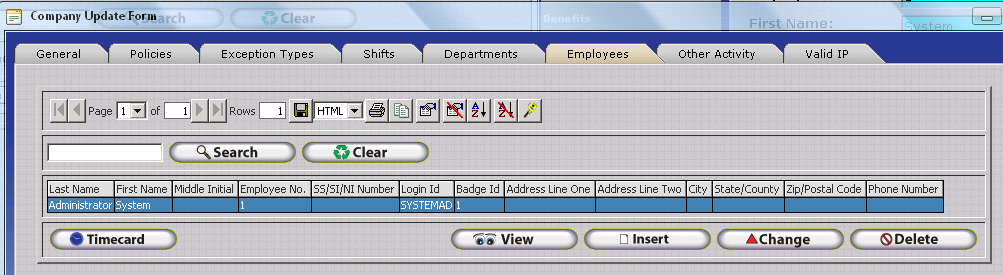 Company Update Form
Search Clear Benefits First Name: System
General Policies Exception Types Shifts Departments Employees Other Activity Valid IP
Page 1 of 1 Rows 1 HTML
Search Clear
Last Name First Name Middle Initial Employee No. SS/SI/NI Number Login Id Badge Id Address Line One Address Line Two City State/County Zip/Postal Code Phone Number
Administrator System 1 SYSTEMAD 1
Timecard View Insert Change Delete